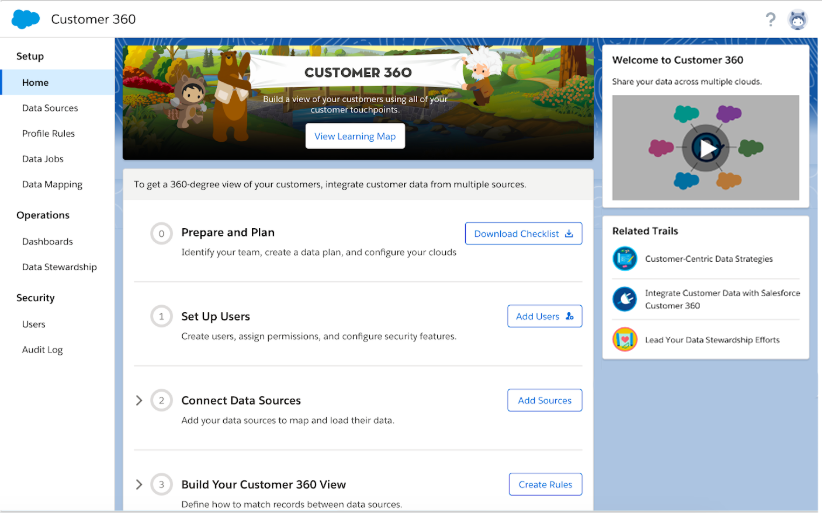 Customer 360
?
Setup
Home
Data Sources
Profile Rules
Data Jobs
Data Mapping
Operations
Dashboards
Data Stewardship
Security
Users
Audit Log
CUSTOMER 360
Build a view of your customers using all of your
customer touchpoints.
View Learning Map
To get a 360-degree view of your customers, integrate customer data from multiple sources.
0
Prepare and Plan
Download Checklist
Identify your team, create a data plan, and configure your clouds
1
Set Up Users
Add Users
Create users, assign permissions, and configure security features.
2
Connect Data Sources
Add Sources
Add your data sources to map and load their data.
3
Build Your Customer 360 View
Create Rules
Define how to match records between data sources.
Welcome to Customer 360
Share your data across multiple clouds.
Related Trails
Customer-Centric Data Strategies
Integrate Customer Data with Salesforce
Customer 360
Lead Your Data Stewardship Efforts